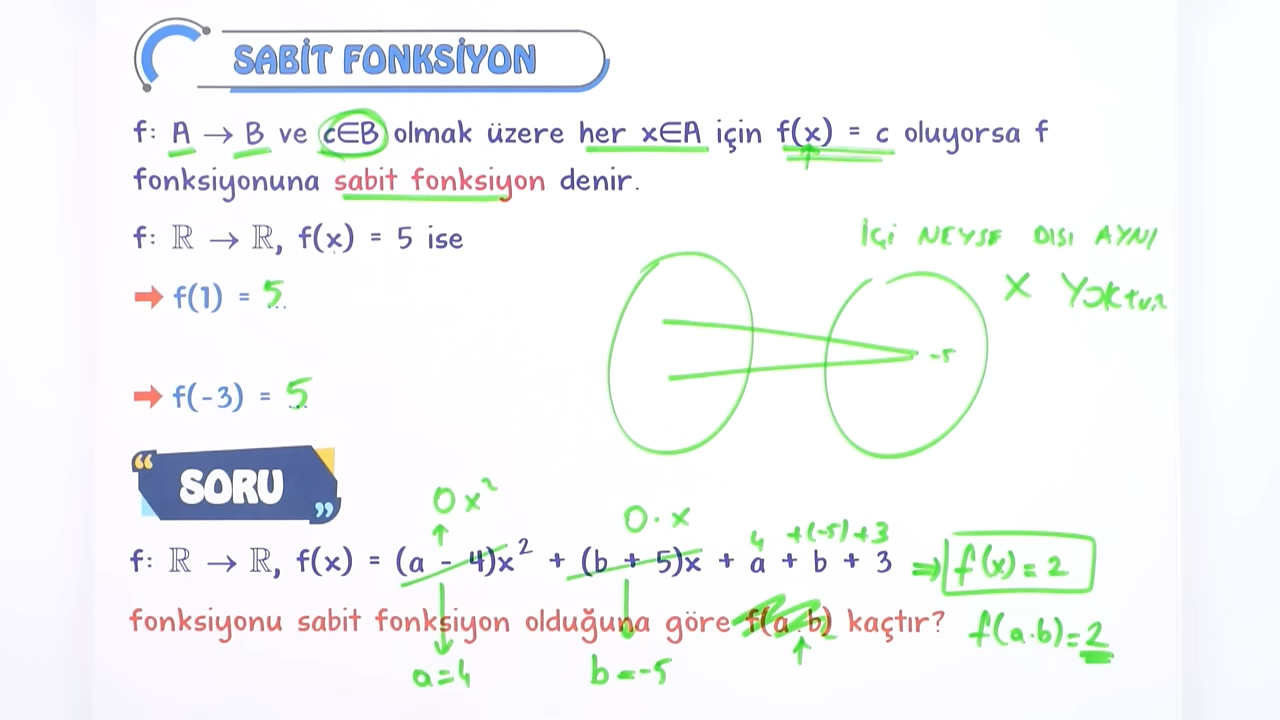 SABİT FONKSİYON
f: A → B ve c∈B olmak üzere her x∈A için f(x) = c oluyorsa f
fonksiyonuna sabit fonksiyon denir.
f: ℝ → ℝ, f(x) = 5 ise
İÇİ NEYSE DIŞI AYNI
X YOKTUR
➡ f(1) = 5
-5
➡ f(-3) = 5
“ SORU ”
0x²
0·x
4 +(-5)+3
f: ℝ → ℝ, f(x) = (a - 4)x² + (b + 5)x + a + b + 3 ⇒ f(x) = 2
fonksiyonu sabit fonksiyon olduğuna göre f(a.b) kaçtır? f(a.b)=2
a=4
b=-5